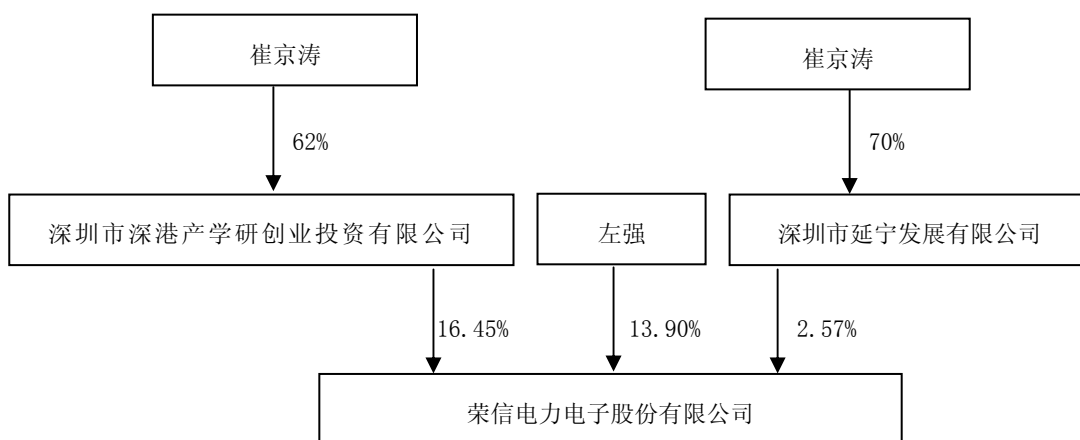 崔京涛
崔京涛
62%
70%
深圳市深港产学研创业投资有限公司
左强
深圳市延宁发展有限公司
16.45%
13.90%
2.57%
荣信电力电子股份有限公司